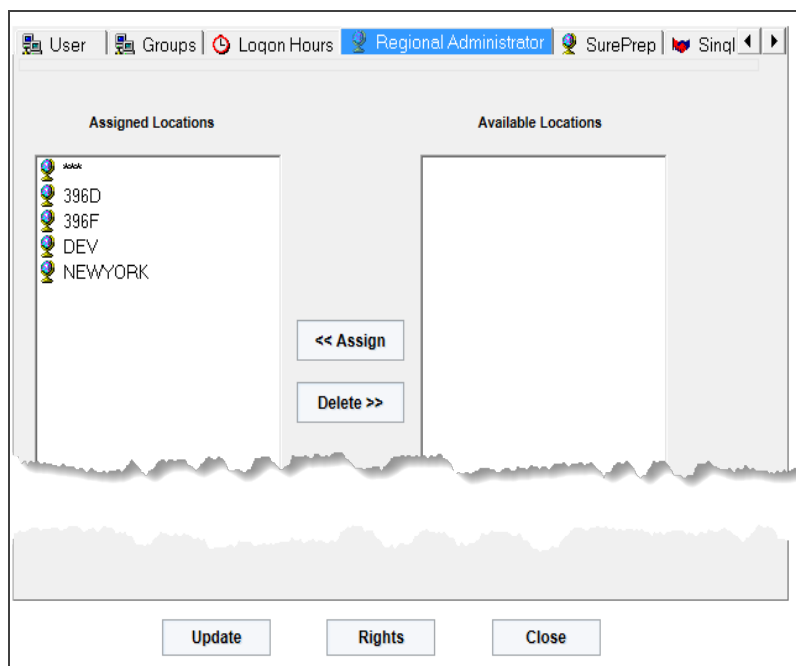 User Groups Logon Hours Regional Administrator SurePrep Singl
Assigned Locations Available Locations
***
396D
396F
DEV
NEWYORK
<< Assign
Delete >>
Update Rights Close